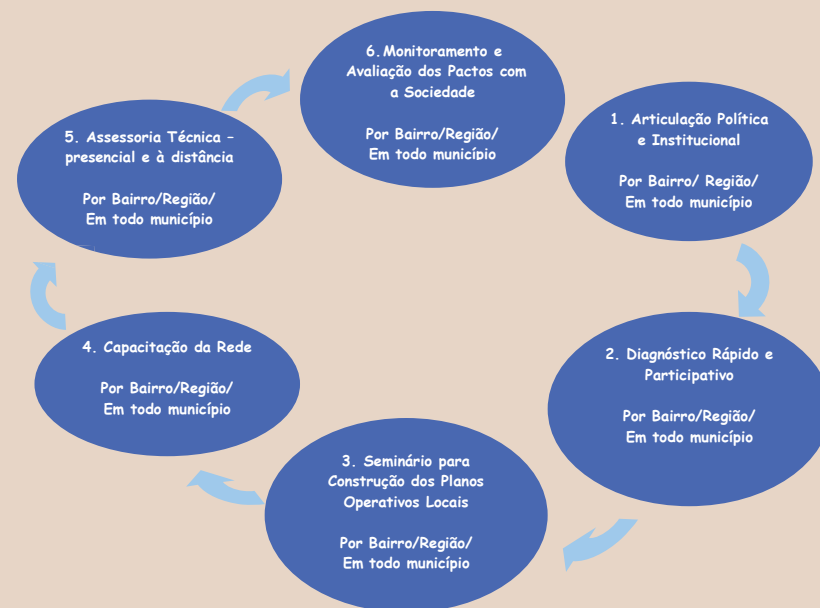 6. Monitoramento e
Avaliação dos Pactos com
a Sociedade
Por Bairro/Região/
Em todo município
1. Articulação Política
e Institucional
Por Bairro/ Região/
Em todo município
2. Diagnóstico Rápido e
Participativo
Por Bairro/Região/
Em todo município
3. Seminário para
Construção dos Planos
Operativos Locais
Por Bairro/Região/
Em todo município
4. Capacitação da Rede
Por Bairro/Região/
Em todo município
5. Assessoria Técnica –
presencial e à distância
Por Bairro/Região/
Em todo município